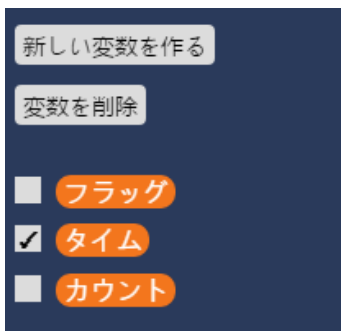 新しい変数を作る
変数を削除
フラッグ
タイム
カウント